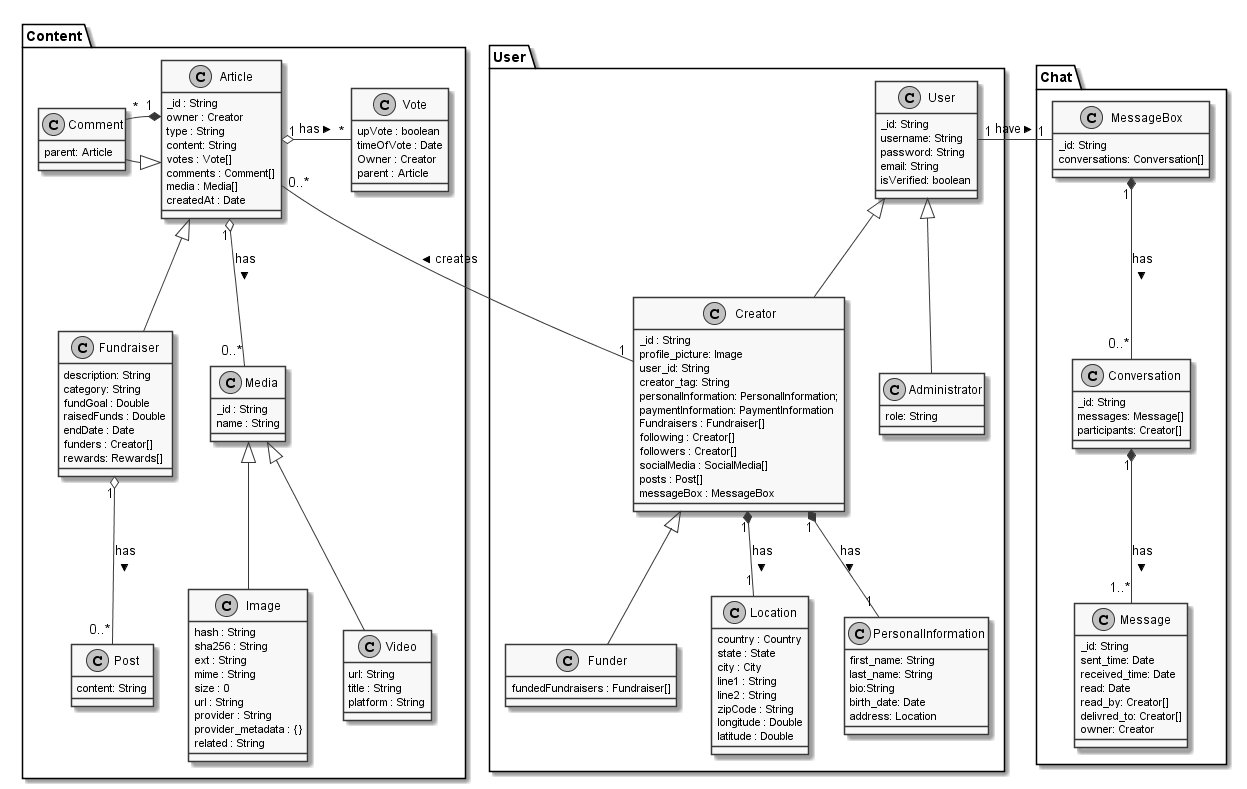 Content
C Article
_id : String
owner : Creator
type : String
content: String
votes : Vote[]
comments : Comment[]
media : Media[]
createdAt : Date
C Comment
parent: Article
* 1
C Vote
upVote : boolean
timeOfVote : Date
Owner : Creator
parent : Article
1 has ► *
0..*
1
has
▼
0..*
◄ creates
1
C Fundraiser
description: String
category: String
fundGoal : Double
raisedFunds : Double
endDate : Date
funders : Creator[]
rewards: Rewards[]
C Media
_id : String
name : String
1
has
▼
0..*
C Post
content: String
C Image
hash : String
sha256 : String
ext : String
mime : String
size : 0
url : String
provider : String
provider_metadata : {}
related : String
C Video
url: String
title : String
platform : String
User
C User
_id: String
username: String
password: String
email: String
isVerified: boolean
1 have ► 1
C Creator
_id: String
profile_picture: Image
user_id: String
creator_tag: String
personalInformation: PersonalInformation;
paymentInformation: PaymentInformation
Fundraisers : Fundraiser[]
following : Creator[]
followers : Creator[]
socialMedia : SocialMedia[]
posts : Post[]
messageBox : MessageBox
C Administrator
role: String
1
has
▼
1
1
has
▼
1
C Funder
fundedFundraisers : Fundraiser[]
C Location
country : Country
state : State
city : City
line1 : String
line2 : String
zipCode : String
longitude : Double
latitude : Double
C PersonalInformation
first_name: String
last_name: String
bio:String
birth_date: Date
address: Location
Chat
C MessageBox
_id: String
conversations: Conversation[]
1
has
▼
0..*
C Conversation
_id: String
messages: Message[]
participants: Creator[]
1
has
▼
1..*
C Message
_id: String
sent_time: Date
received_time: Date
read: Date
read_by: Creator[]
delivred_to: Creator[]
owner: Creator